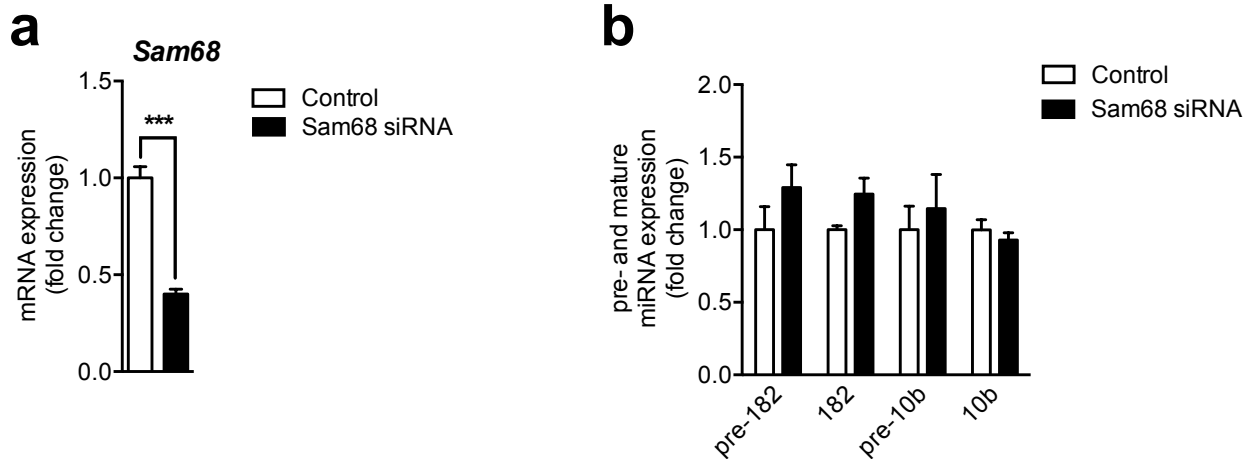 a
Sam68
mRNA expression
(fold change)
1.5
1.0
0.5
0.0
***
Control
Sam68 siRNA
b
pre- and mature
miRNA expression
(fold change)
2.0
1.5
1.0
0.5
0.0
pre-182
182
pre-10b
10b
Control
Sam68 siRNA